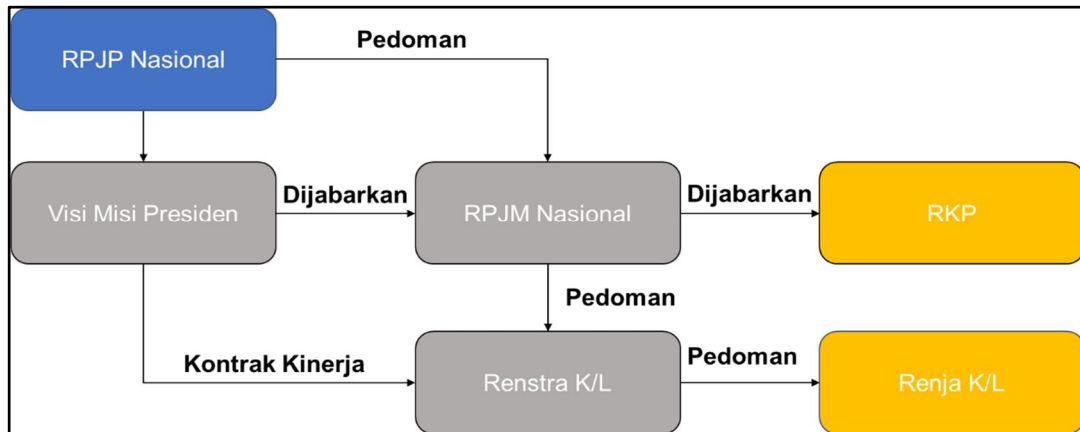 RPJP Nasional
Pedoman
Visi Misi Presiden
Dijabarkan
RPJM Nasional
Dijabarkan
RKP
Pedoman
Kontrak Kinerja
Renstra K/L
Pedoman
Renja K/L